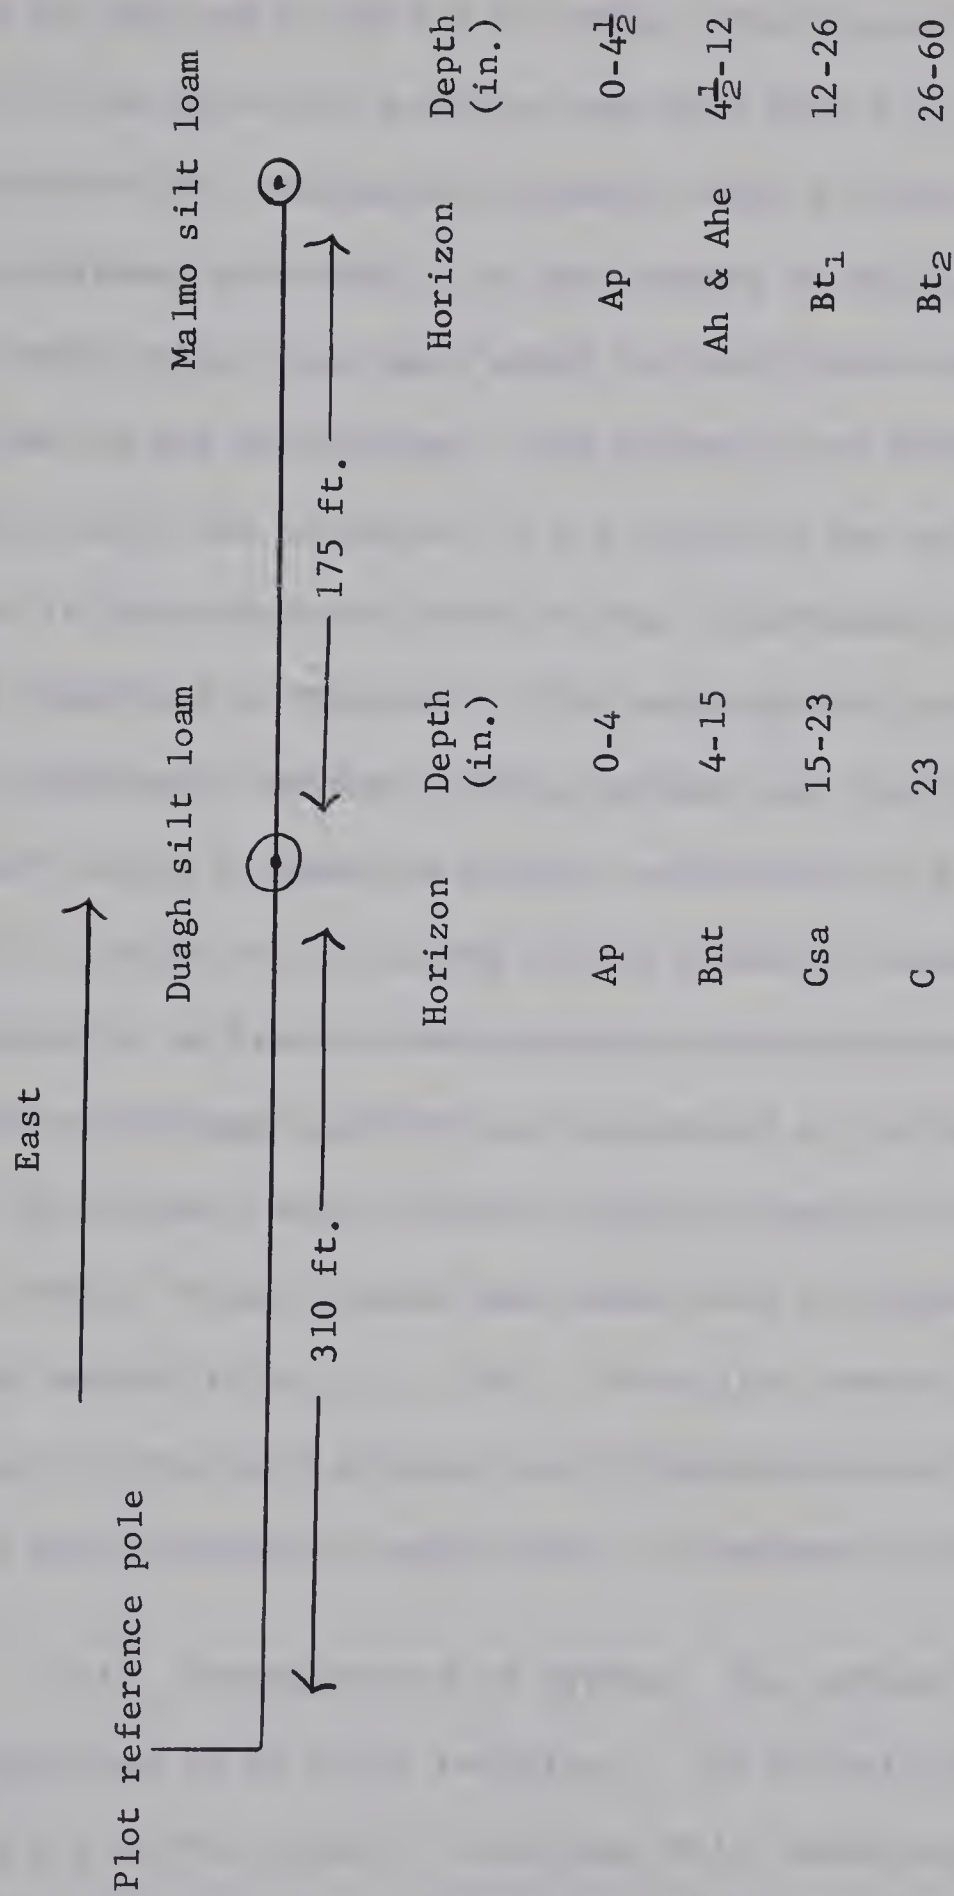 East
Plot reference pole
Duagh silt loam
Malmo silt loam
310 ft.
175 ft.
Horizon Depth (in.)
Ap 0-4
Bnt 4-15
Csa 15-23
C 23
Horizon Depth (in.)
Ap 0-4½
Ah & Ahe 4½-12
Bt₁ 12-26
Bt₂ 26-60